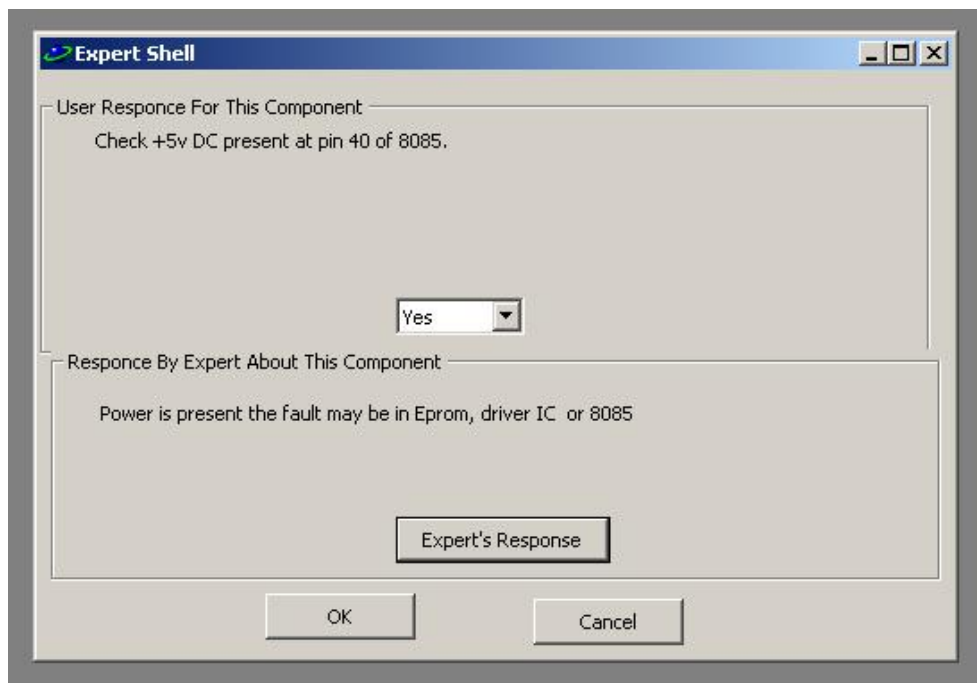 Expert Shell
User Responce For This Component
Check +5v DC present at pin 40 of 8085.
Yes
Responce By Expert About This Component
Power is present the fault may be in Eprom, driver IC  or 8085
Expert's Response
OK
Cancel